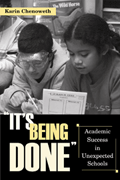 Karin Chenoweth
"IT'S
BEING
DONE"
Academic
Success
in
Unexpected
Schools